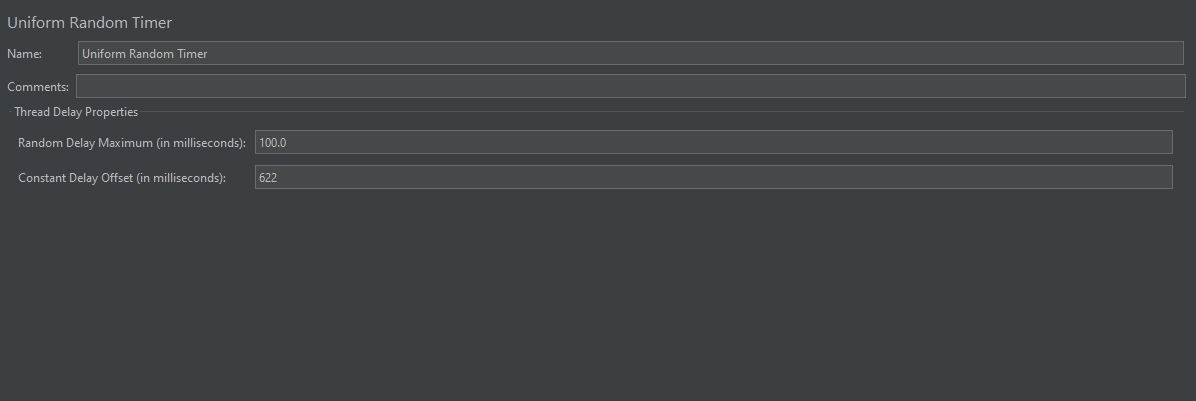 Uniform Random Timer
Name: Uniform Random Timer
Comments:
Thread Delay Properties
Random Delay Maximum (in milliseconds): 100.0
Constant Delay Offset (in milliseconds): 622